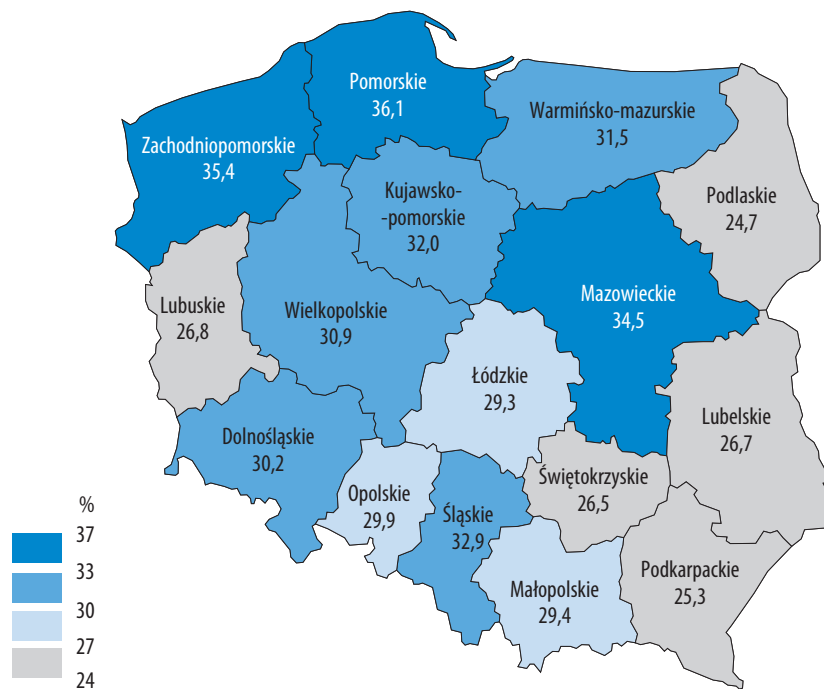 Pomorskie
36,1
Warmińsko-mazurskie
31,5
Zachodniopomorskie
35,4
Podlaskie
24,7
Kujawsko-
-pomorskie
32,0
Mazowieckie
34,5
Lubuskie
26,8
Wielkopolskie
30,9
Łódzkie
29,3
Lubelskie
26,7
Dolnośląskie
30,2
Świętokrzyskie
26,5
Opolskie
29,9
Śląskie
32,9
Małopolskie
29,4
Podkarpackie
25,3
%
37
33
30
27
24